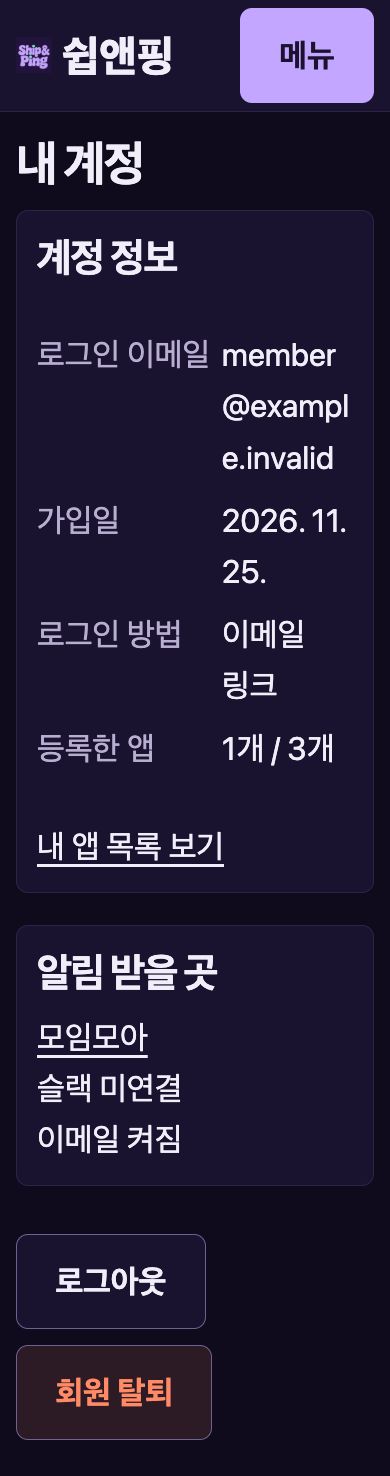 Ship&
Ping
쉽앤핑
메뉴
내 계정
계정 정보
로그인 이메일
member
@exampl
e.invalid
가입일
2026. 11.
25.
로그인 방법
이메일
링크
등록한 앱
1개 / 3개
내 앱 목록 보기
알림 받을 곳
모임모아
슬랙 미연결
이메일 켜짐
로그아웃
회원 탈퇴